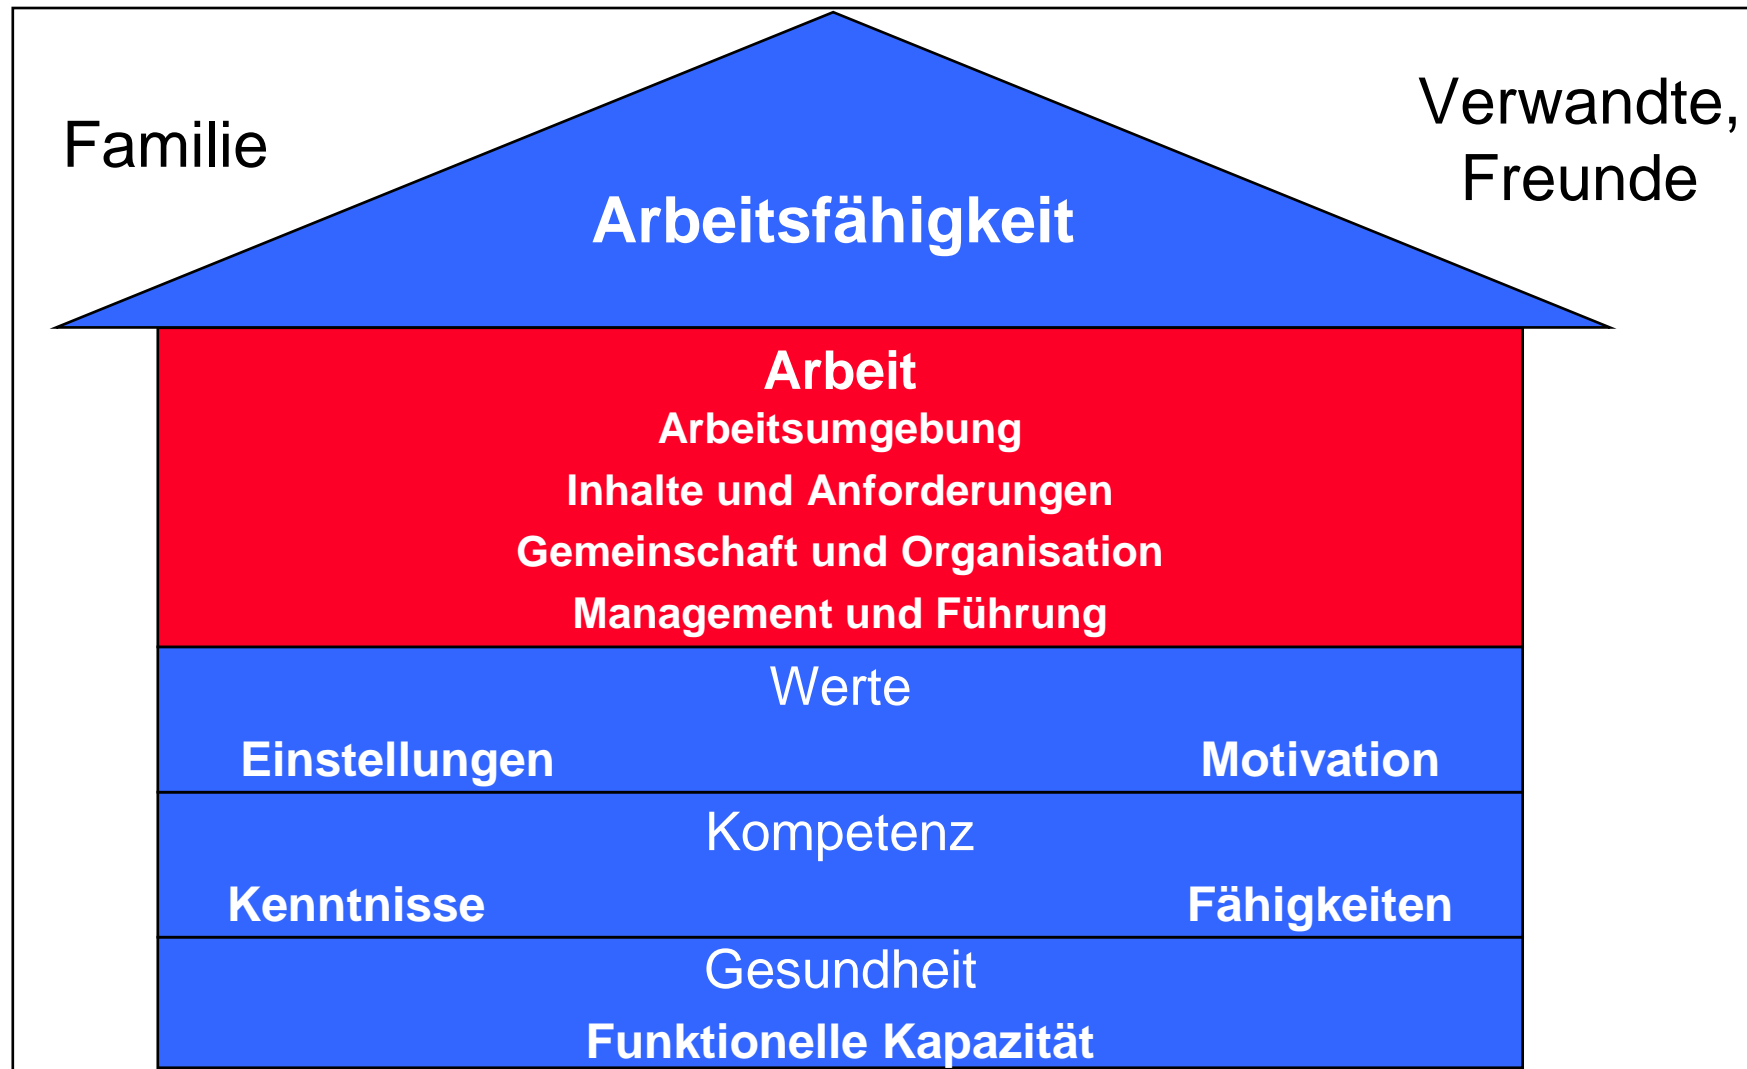 Familie
Verwandte,
Freunde
Arbeitsfähigkeit
Arbeit
Arbeitsumgebung
Inhalte und Anforderungen
Gemeinschaft und Organisation
Management und Führung
Werte
Einstellungen Motivation
Kompetenz
Kenntnisse Fähigkeiten
Gesundheit
Funktionelle Kapazität